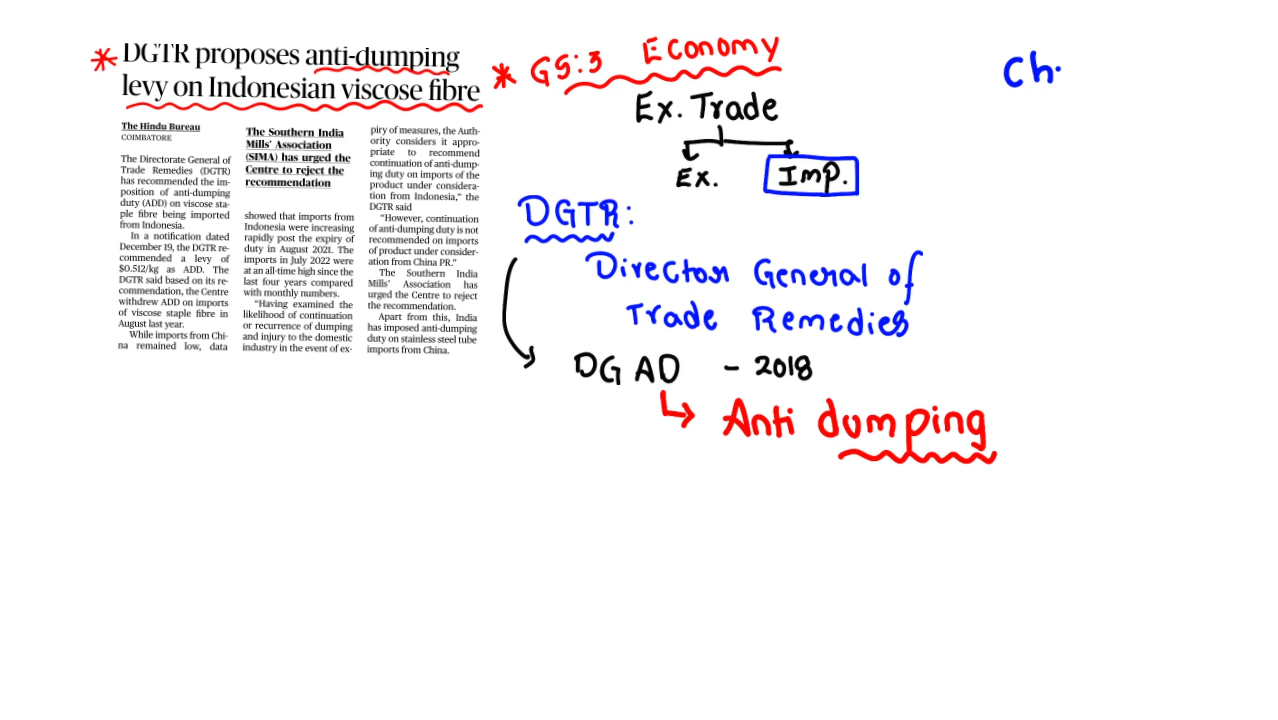 * DGTR proposes anti-dumping
levy on Indonesian viscose fibre
The Hindu Bureau
COIMBATORE
The Directorate General of
Trade Remedies (DGTR)
has recommended the im-
position of anti-dumping
duty (ADD) on viscose sta-
ple fibre being imported
from Indonesia.
In a notification dated
December 19, the DGTR re-
commended a levy of
$0.512/kg as ADD. The
DGTR said based on its re-
commendation, the Centre
withdrew ADD on imports
of viscose staple fibre in
August last year.
While imports from Chi-
na remained low, data
The Southern India
Mills' Association
(SIMA) has urged the
Centre to reject the
recommendation
showed that imports from
Indonesia were increasing
rapidly post the expiry of
duty in August 2021. The
imports in July 2022 were
at an all-time high since the
last four years compared
with monthly numbers.
"Having examined the
likelihood of continuation
or recurrence of dumping
and injury to the domestic
industry in the event of ex-
piry of measures, the Auth-
ority considers it appro-
priate to recommend
continuation of anti-dump-
ing duty on imports of the
product under considera-
tion from Indonesia," the
DGTR said
"However, continuation
of anti-dumping duty is not
recommended on imports
of product under consider-
ation from China PR."
The Southern India
Mills' Association has
urged the Centre to reject
the recommendation.
Apart from this, India
has imposed anti-dumping
duty on stainless steel tube
imports from China.
* GS:3 Economy
Ex. Trade
Ex. Imp.
DGTR:
Director General of
Trade Remedies
DGAD - 2018
Anti dumping
Ch.